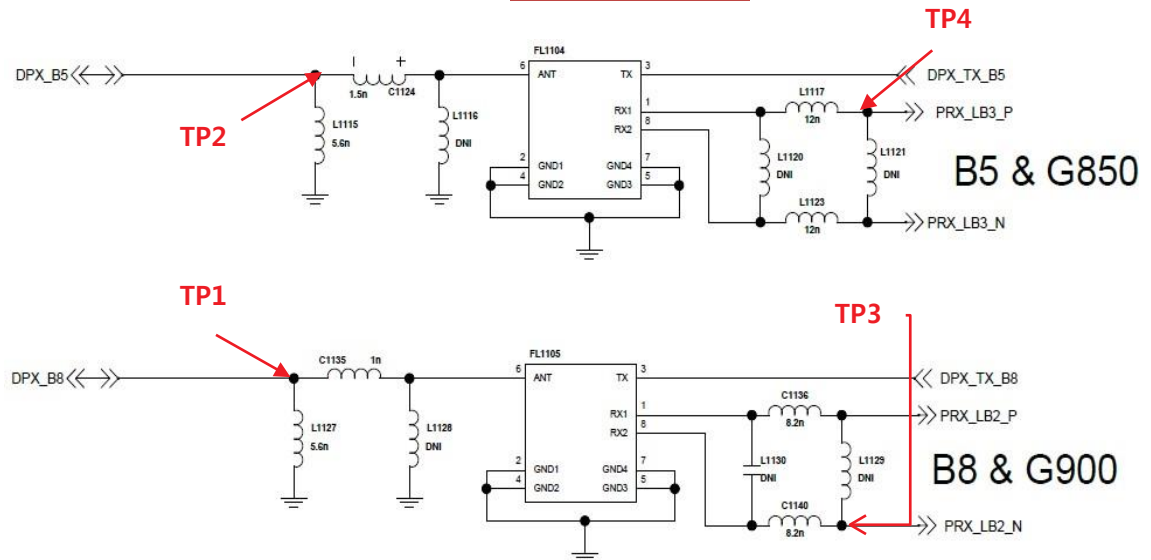 TP4
FL1104
DPX_B5
1.5n
C1124
6
ANT
TX
3
DPX_TX_B5
TP2
L1115
5.6n
L1116
DNI
RX1
1
RX2
8
L1117
12n
PRX_LB3_P
2
GND1
4
GND2
GND4
7
GND3
5
L1120
DNI
L1121
DNI
B5 & G850
L1123
12n
PRX_LB3_N
TP1
TP3
FL1105
DPX_B8
C1135
1n
6
ANT
TX
3
DPX_TX_B8
L1127
5.6n
L1128
DNI
RX1
1
RX2
8
C1136
8.2n
PRX_LB2_P
2
GND1
4
GND2
GND4
7
GND3
5
L1130
DNI
L1129
DNI
B8 & G900
C1140
8.2n
PRX_LB2_N